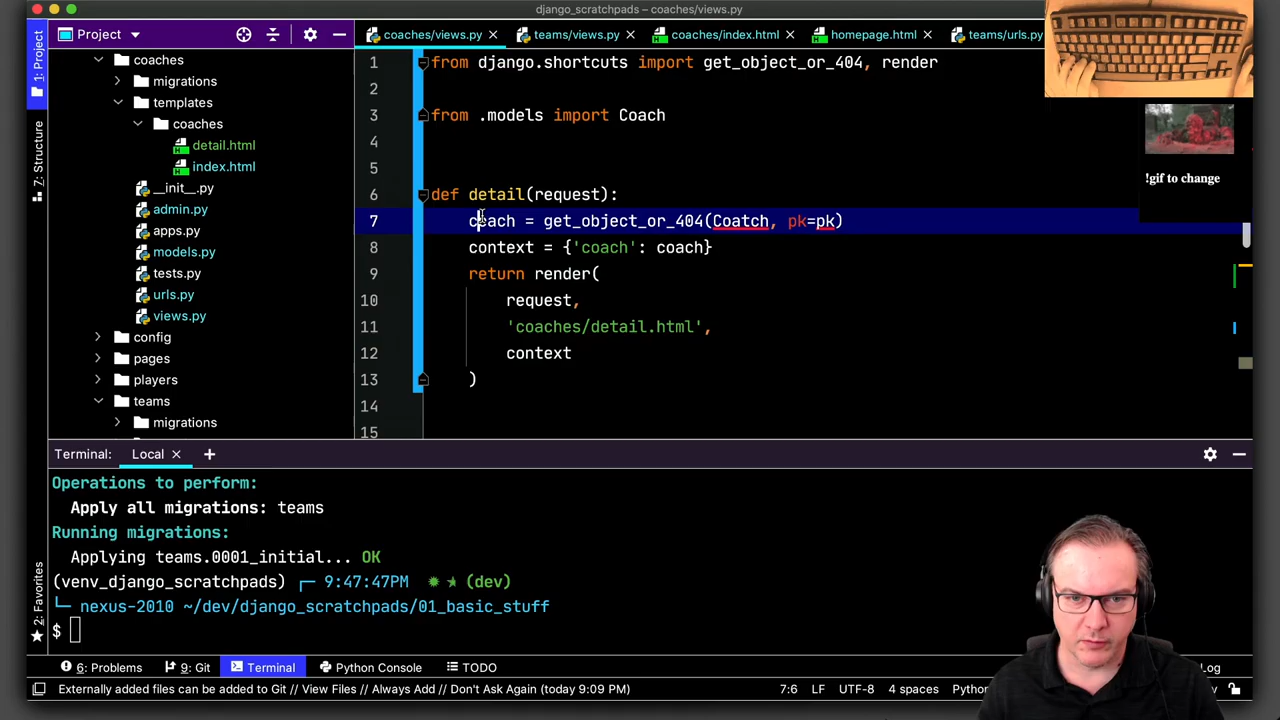 django_scratchpads – coaches/views.py
Project
coaches/views.py
teams/views.py
coaches/index.html
homepage.html
teams/urls.py
1: Project
7: Structure
2: Favorites
coaches
migrations
templates
coaches
detail.html
index.html
__init__.py
admin.py
apps.py
models.py
tests.py
urls.py
views.py
config
pages
players
teams
migrations
1 from django.shortcuts import get_object_or_404, render
2
3 from .models import Coach
4
5
6 def detail(request):
7 coach = get_object_or_404(Coatch, pk=pk)
8 context = {'coach': coach}
9 return render(
10 request,
11 'coaches/detail.html',
12 context
13 )
14
15
!gif to change
Terminal: Local +
Operations to perform:
Apply all migrations: teams
Running migrations:
Applying teams.0001_initial... OK
(venv_django_scratchpads) 9:47:47PM (dev)
nexus-2010 ~/dev/django_scratchpads/01_basic_stuff
$
6: Problems
9: Git
Terminal
Python Console
TODO
Log
Externally added files can be added to Git // View Files // Always Add // Don't Ask Again (today 9:09 PM)
7:6
LF
UTF-8
4 spaces